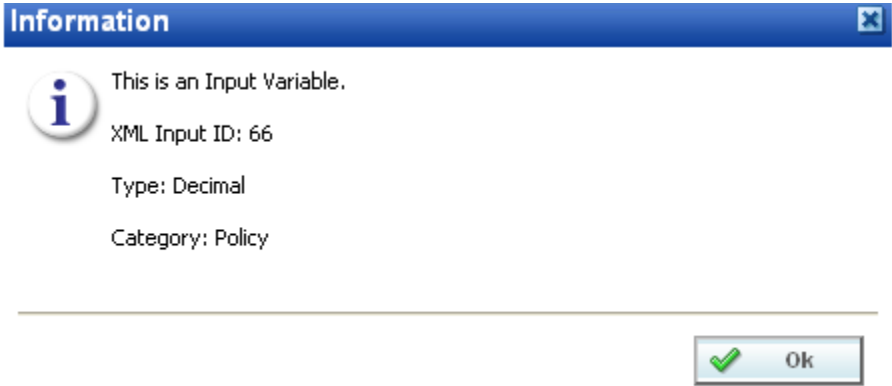 Information
This is an Input Variable.
XML Input ID: 66
Type: Decimal
Category: Policy
Ok